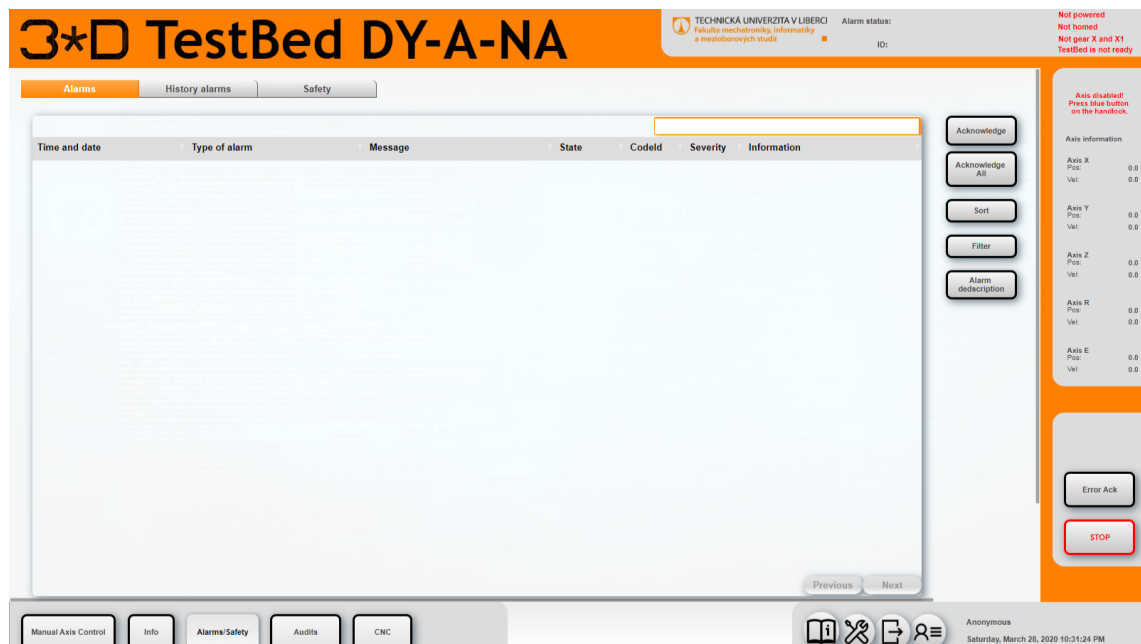 3*D TestBed DY-A-NA
TECHNICKÁ UNIVERZITA V LIBERCI
Fakulta mechatroniky, informatiky
a mezioborových studií
Alarm status:
ID:
Not powered
Not homed
Not gear X and X1
TestBed is not ready
Alarms
History alarms
Safety
Time and date
Type of alarm
Message
State
CodeId
Severity
Information
Previous
Next
Acknowledge
Acknowledge
All
Sort
Filter
Alarm
dedscription
Axis disabled!
Press blue button
on the handlock.
Axis information
Axis X
Pos: 0.0
Vel: 0.0
Axis Y
Pos: 0.0
Vel: 0.0
Axis Z
Pos: 0.0
Vel: 0.0
Axis R
Pos: 0.0
Vel: 0.0
Axis E
Pos: 0.0
Vel: 0.0
Error Ack
STOP
Manual Axis Control
Info
Alarms/Safety
Audits
CNC
Anonymous
Saturday, March 28, 2020 10:31:24 PM